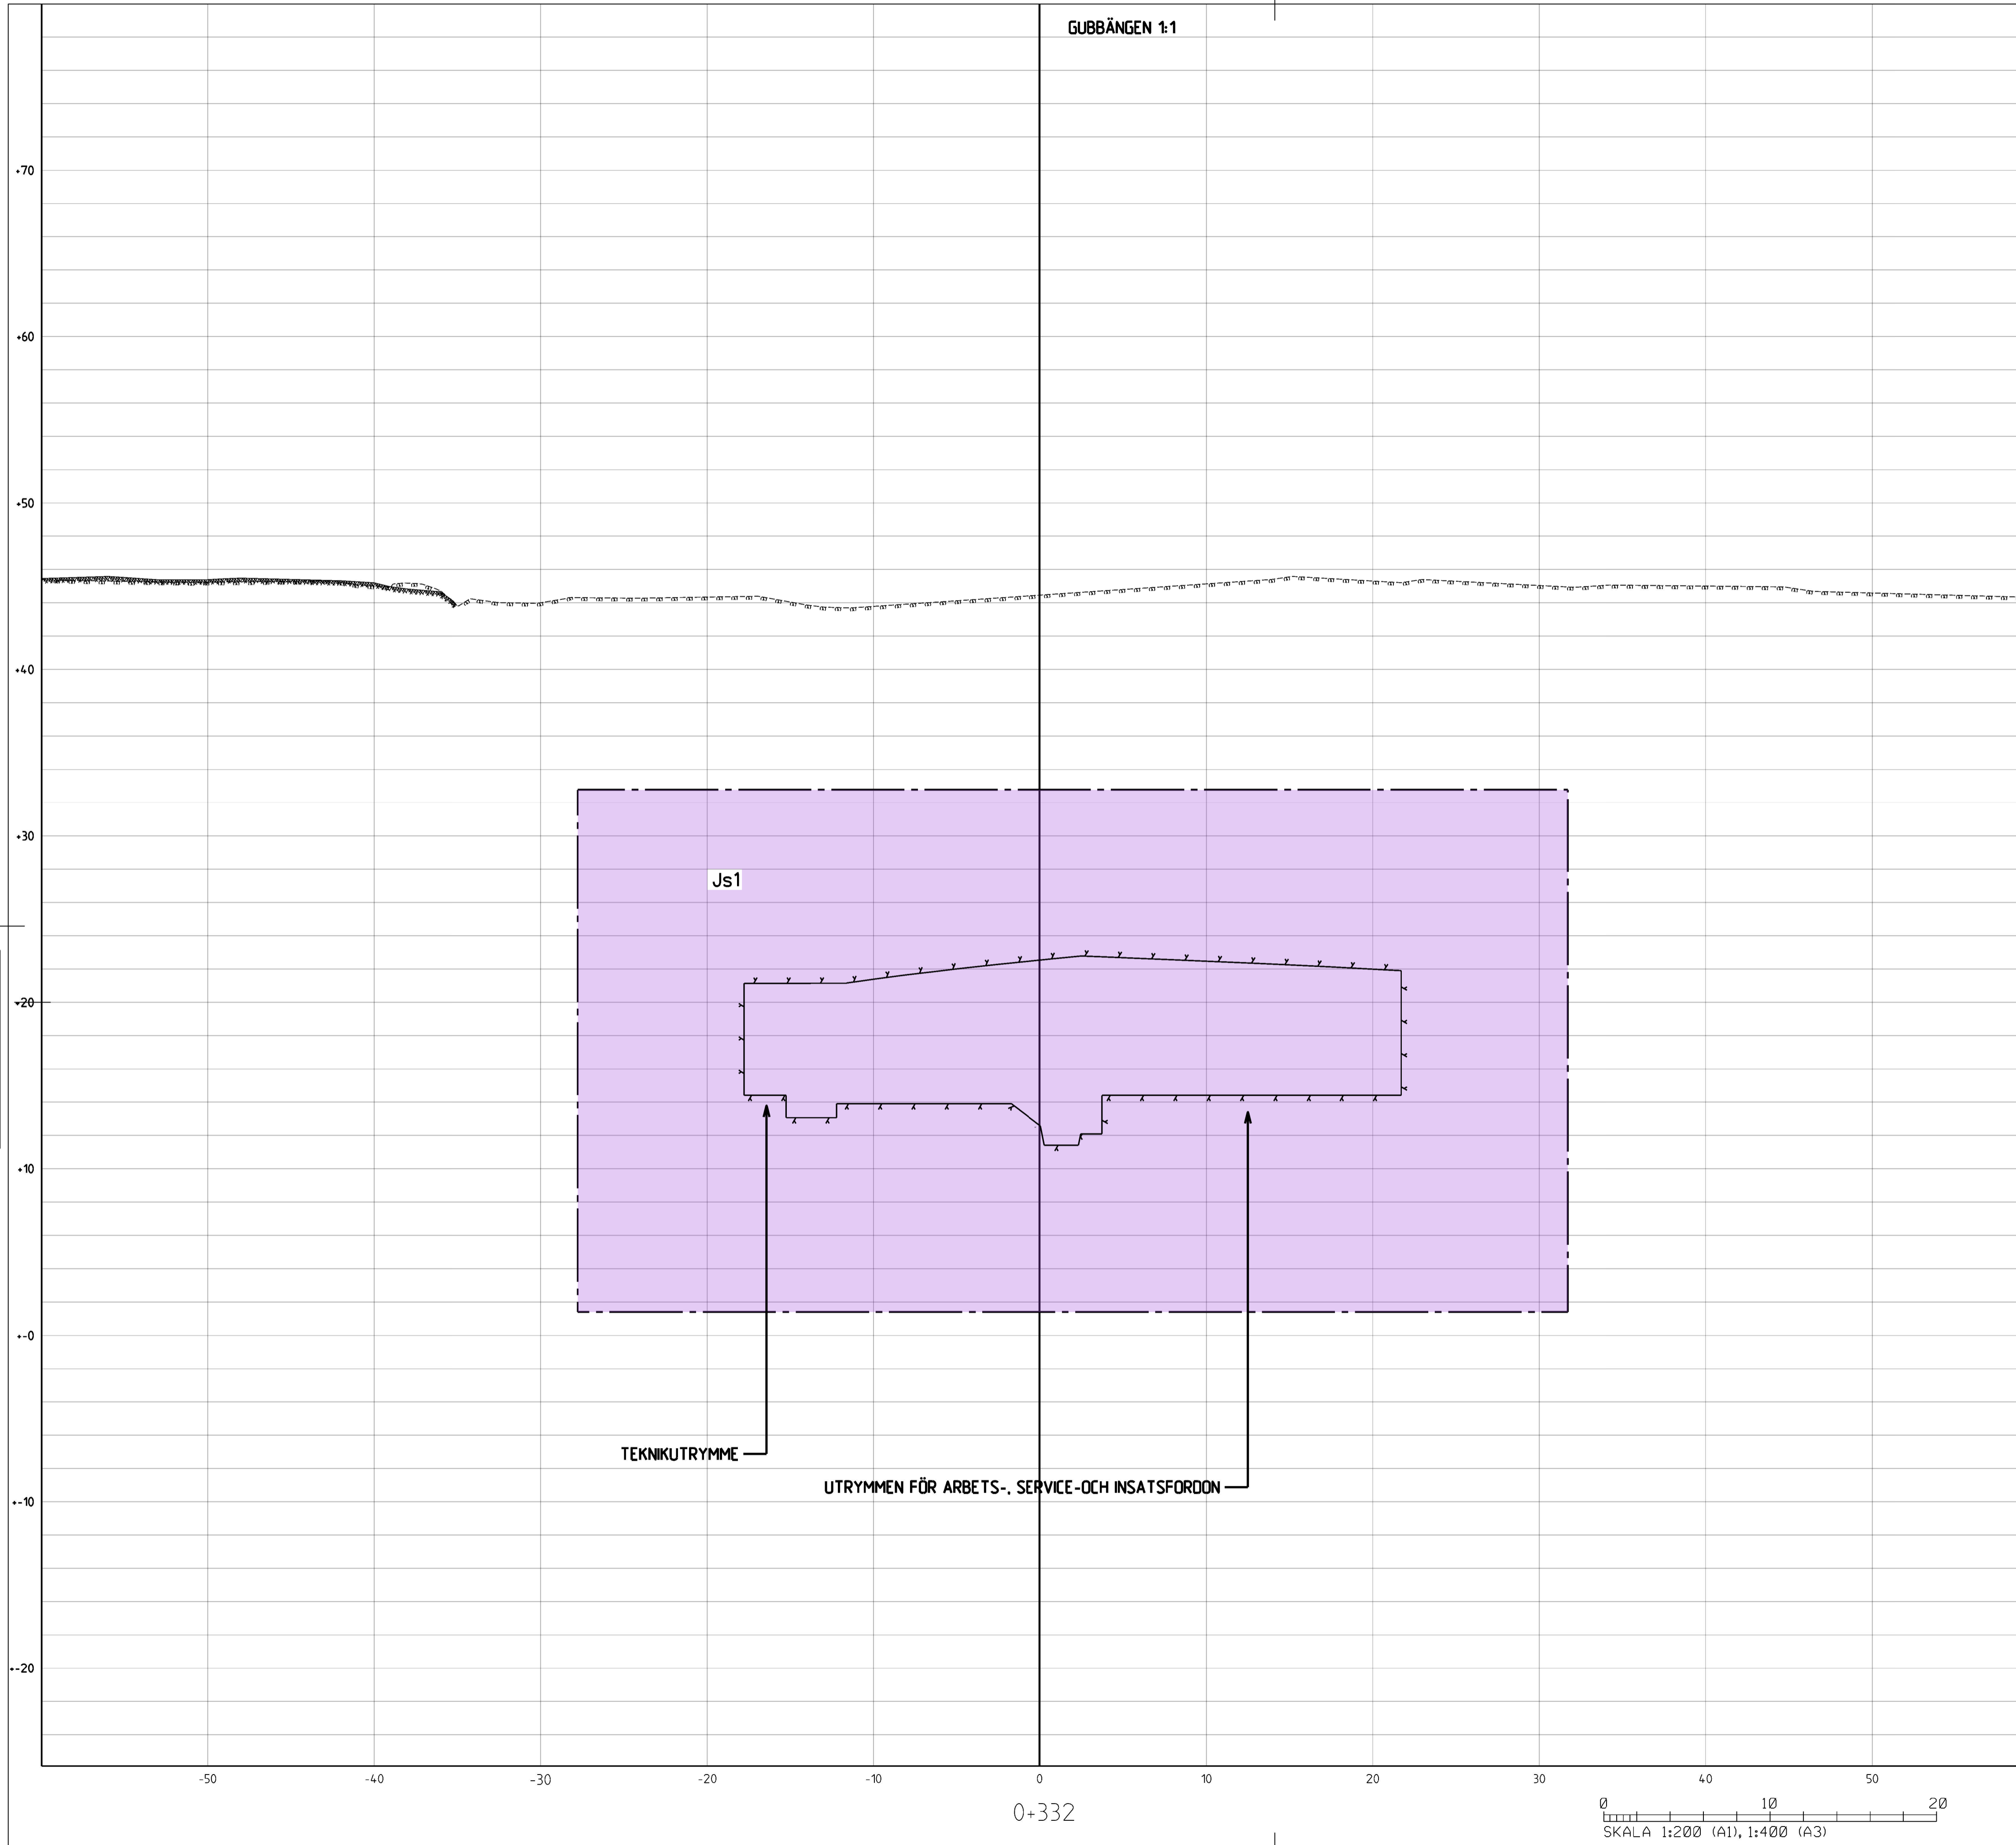 GUBBÄNGEN 1:1
+70
+60
+50
+40
+30
Js1
+20
+10
+-0
TEKNIKUTRYMME
UTRYMMEN FÖR ARBETS-, SERVICE-OCH INSATSFORDON
+-10
+-20
-50 -40 -30 -20 -10 0 10 20 30 40 50
0+332
0 10 20
SKALA 1:200 (A1), 1:400 (A3)